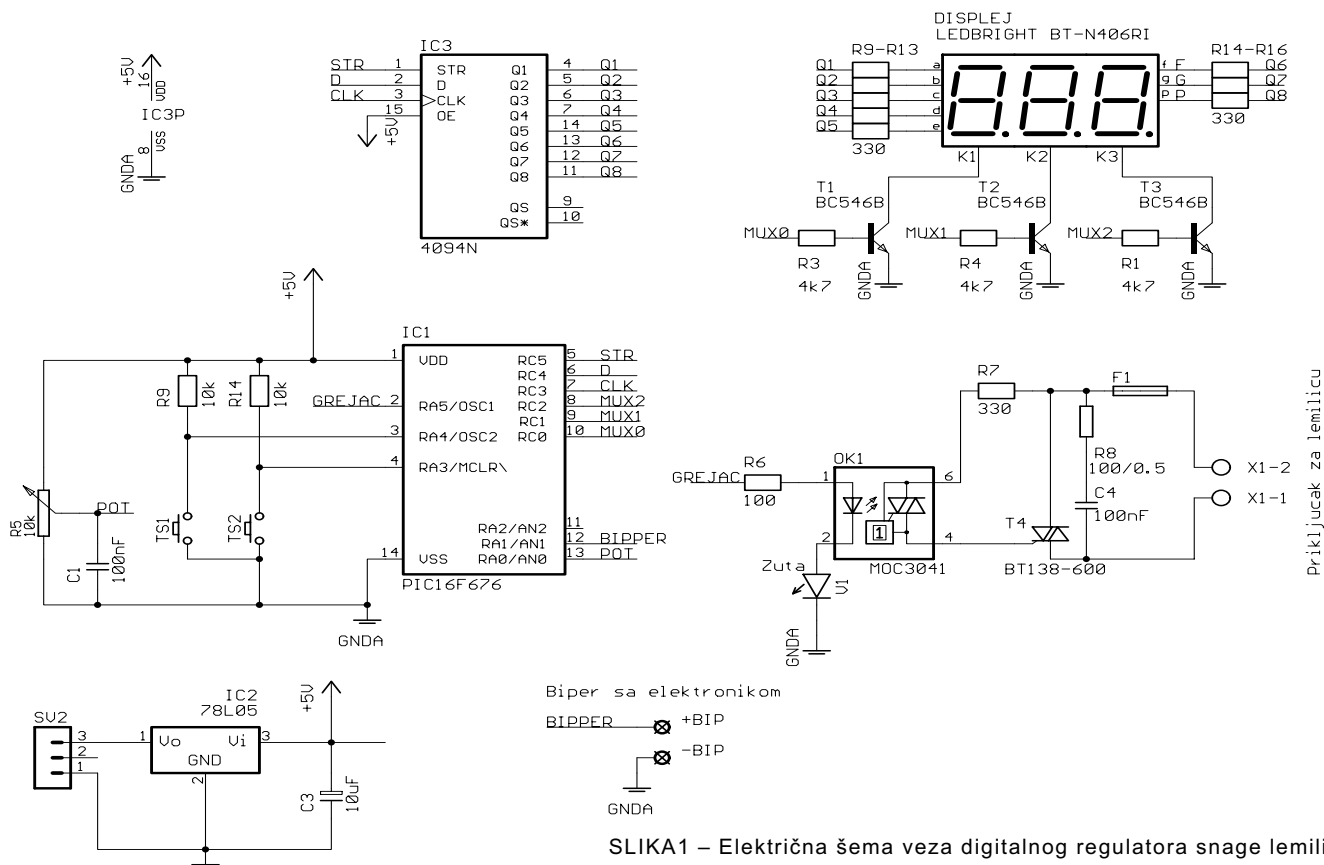 DISPLEJ
LEDBRIGHT BT-N406RI
IC3
R9-R13
R14-R16
+5V
16
VDD
IC3P
VSS
8
GNDA
STR 1 STR Q1 4 Q1
D 2 D Q2 5 Q2
CLK 3 CLK Q3 6 Q3
15 OE Q4 7 Q4
+5V
Q5 14 Q5
Q6 13 Q6
Q7 12 Q7
Q8 11 Q8
QS 9
QS* 10
4094N
Q1 a f F Q6
Q2 b g G Q7
Q3 c P P Q8
Q4 d
Q5 e
330
330
K1 K2 K3
T1
BC546B
T2
BC546B
T3
BC546B
MUX0 MUX1 MUX2
R3 R4 R1
4k7 4k7 4k7
GNDA GNDA GNDA
+5V
IC1
1 VDD RC5 5 STR
RC4 6 D
RC3 7 CLK
GREJAC 2 RA5/OSC1 RC2 8 MUX2
RC1 9 MUX1
3 RA4/OSC2 RC0 10 MUX0
4 RA3/MCLR\
RA2/AN2 11
RA1/AN1 12 BIPPER
14 VSS RA0/AN0 13 POT
PIC16F676
R9
10k
R14
10k
R5
10k
POT
C1
100nF
TS1
TS2
GNDA
R7
330
F1
GREJAC
R6
100
OK1
1
6
2
4
1
MOC3041
R8
100/0.5
C4
100nF
T4
BT138-600
X1-2
X1-1
Prikljucak za lemilicu
Zuta
V1
GNDA
IC2
78L05
SV2
3
2
1
1 Vo Vi 3
GND
2
+5V
C3
10uF
Biper sa elektronikom
BIPPER +BIP
-BIP
GNDA
SLIKA1 – Električna šema veza digitalnog regulatora snage lemili